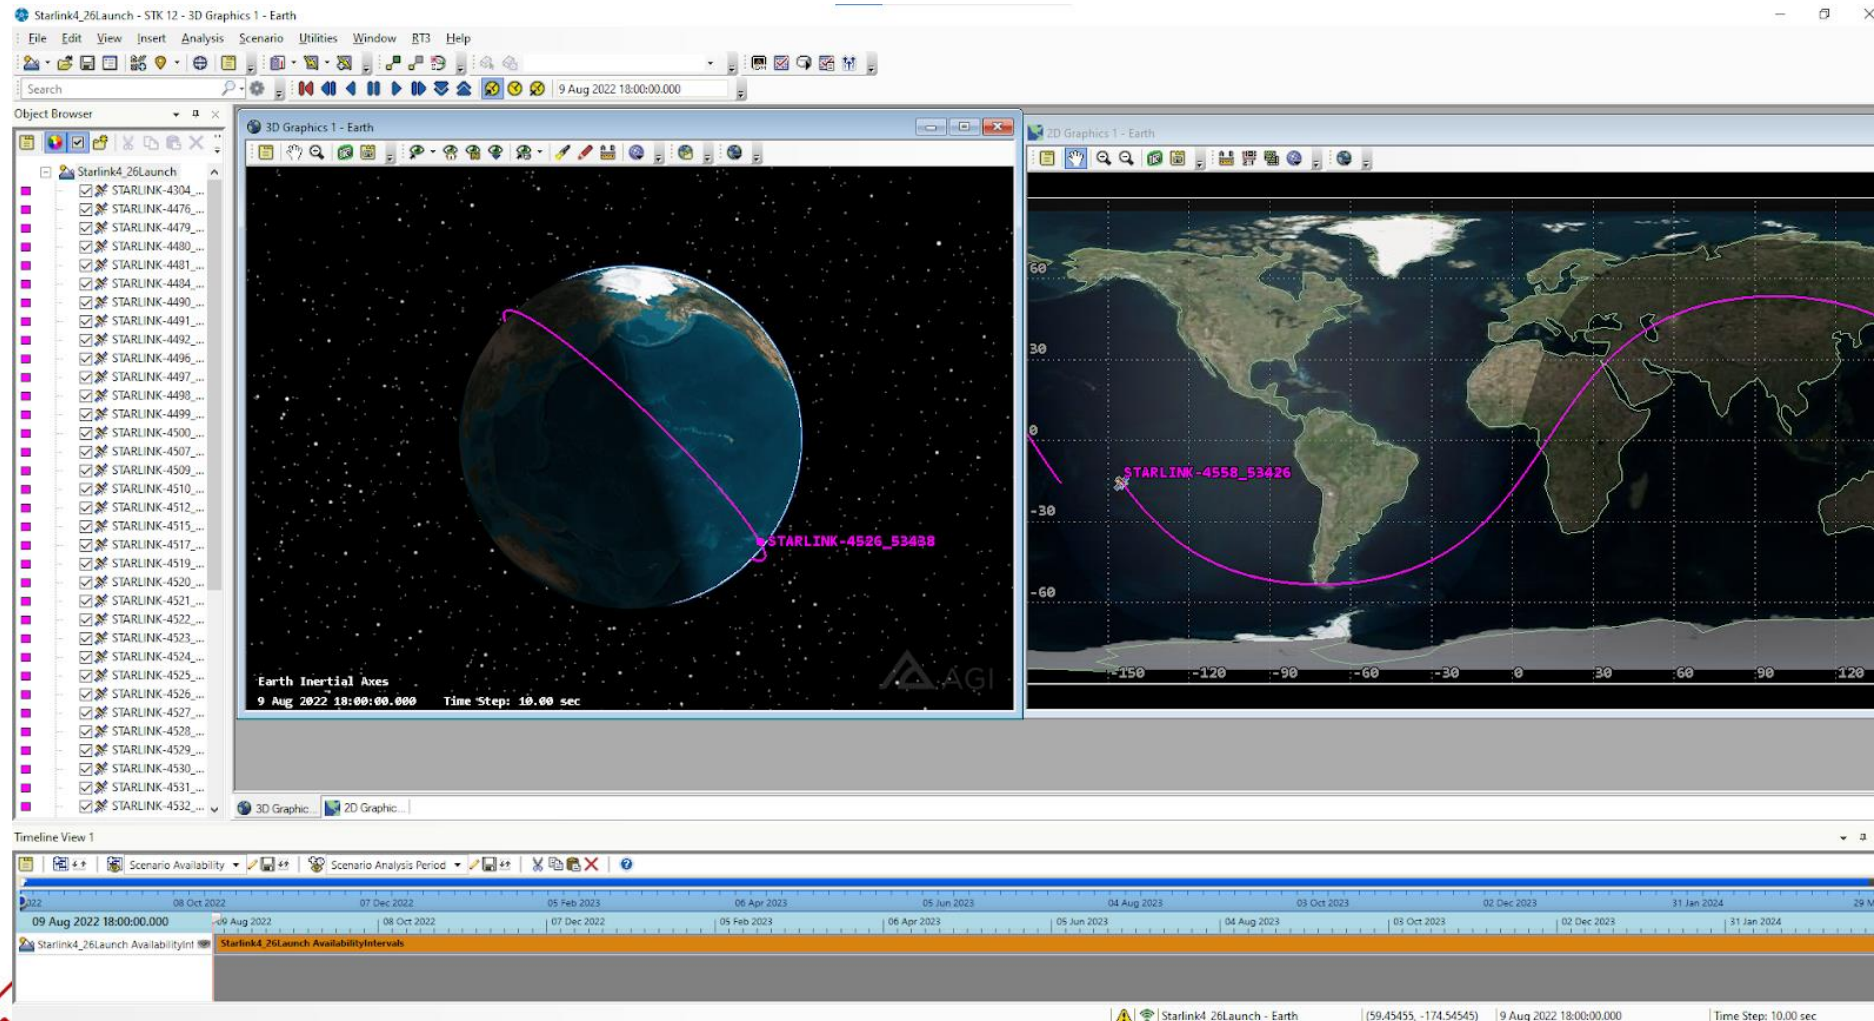 Starlink4_26Launch - STK 12 - 3D Graphics 1 - Earth
File Edit View Insert Analysis Scenario Utilities Window RT3 Help
Search
9 Aug 2022 18:00:00.000
Object Browser
Starlink4_26Launch
STARLINK-4304_...
STARLINK-4476_...
STARLINK-4479_...
STARLINK-4480_...
STARLINK-4481_...
STARLINK-4484_...
STARLINK-4490_...
STARLINK-4491_...
STARLINK-4492_...
STARLINK-4496_...
STARLINK-4497_...
STARLINK-4498_...
STARLINK-4499_...
STARLINK-4500_...
STARLINK-4507_...
STARLINK-4509_...
STARLINK-4510_...
STARLINK-4512_...
STARLINK-4515_...
STARLINK-4517_...
STARLINK-4519_...
STARLINK-4520_...
STARLINK-4521_...
STARLINK-4522_...
STARLINK-4523_...
STARLINK-4524_...
STARLINK-4525_...
STARLINK-4526_...
STARLINK-4527_...
STARLINK-4528_...
STARLINK-4529_...
STARLINK-4530_...
STARLINK-4531_...
STARLINK-4532_...
3D Graphics 1 - Earth
STARLINK-4526_53438
AGI
Earth Inertial Axes
9 Aug 2022 18:00:00.000 Time Step: 10.00 sec
2D Graphics 1 - Earth
60
30
0
STARLINK-4558_53426
-30
-60
-150 -120 -90 -60 -30 0 30 60 90 120
3D Graphic... 2D Graphic...
Timeline View 1
Scenario Availability Scenario Analysis Period
2022 08 Oct 2022 07 Dec 2022 05 Feb 2023 06 Apr 2023 05 Jun 2023 04 Aug 2023 03 Oct 2023 02 Dec 2023 31 Jan 2024 29 M
09 Aug 2022 18:00:00.000 09 Aug 2022 08 Oct 2022 07 Dec 2022 05 Feb 2023 06 Apr 2023 05 Jun 2023 04 Aug 2023 03 Oct 2023 02 Dec 2023 31 Jan 2024
Starlink4_26Launch AvailabilityInt Starlink4_26Launch AvailabilityIntervals
Starlink4_26Launch - Earth (59.45455, -174.54545) 9 Aug 2022 18:00:00.000 Time Step: 10.00 sec